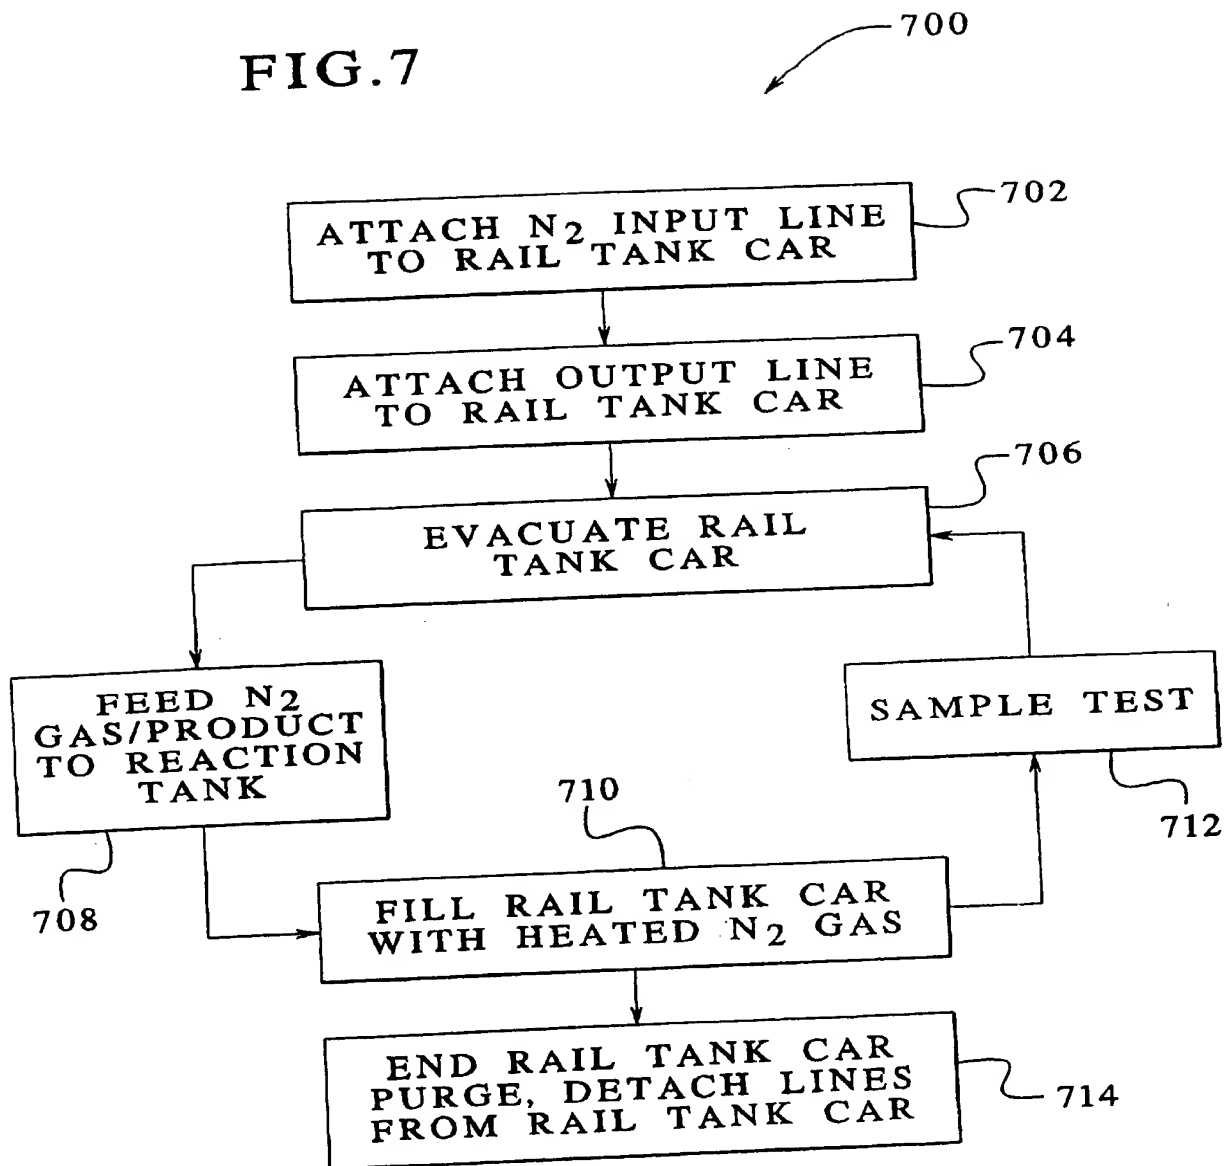 FIG.7
700
ATTACH N2 INPUT LINE
TO RAIL TANK CAR
702
ATTACH OUTPUT LINE
TO RAIL TANK CAR
704
EVACUATE RAIL
TANK CAR
706
FEED N2
GAS/PRODUCT
TO REACTION
TANK
708
SAMPLE TEST
712
710
FILL RAIL TANK CAR
WITH HEATED N2 GAS
END RAIL TANK CAR
PURGE, DETACH LINES
FROM RAIL TANK CAR
714